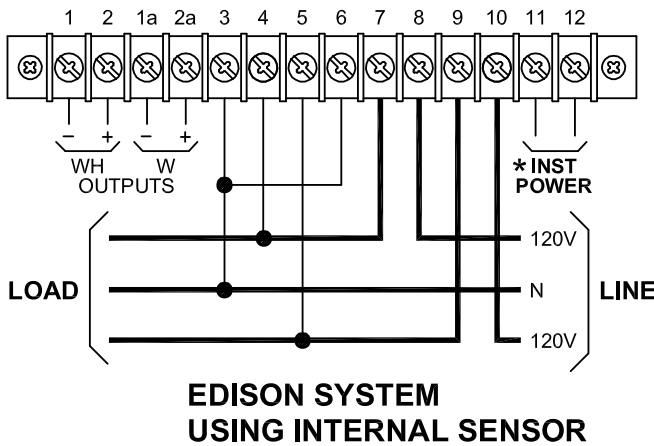 1 2 1a 2a 3 4 5 6 7 8 9 10 11 12
− + − +
WH W
OUTPUTS
* INST
POWER
120V
LOAD N LINE
120V
EDISON SYSTEM
USING INTERNAL SENSOR